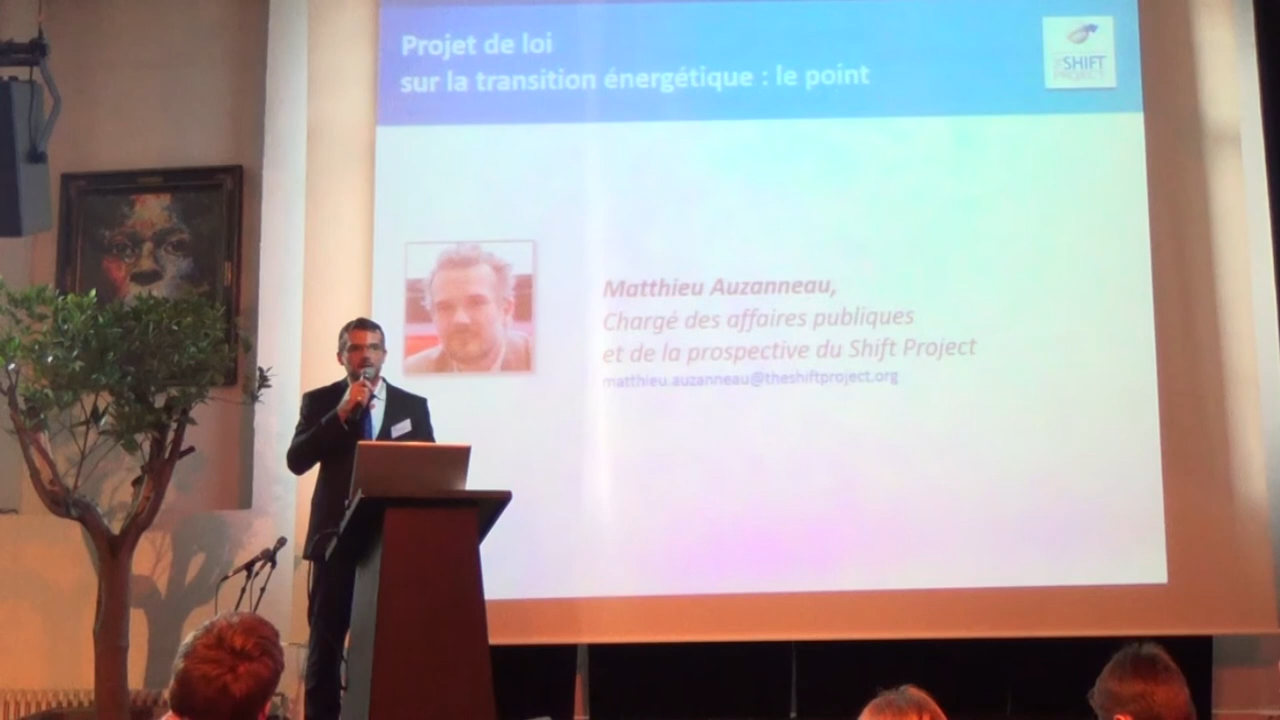 Projet de loi
sur la transition énergétique : le point
THE SHIFT
PROJECT
Matthieu Auzanneau,
Chargé des affaires publiques
et de la prospective du Shift Project
matthieu.auzanneau@theshiftproject.org